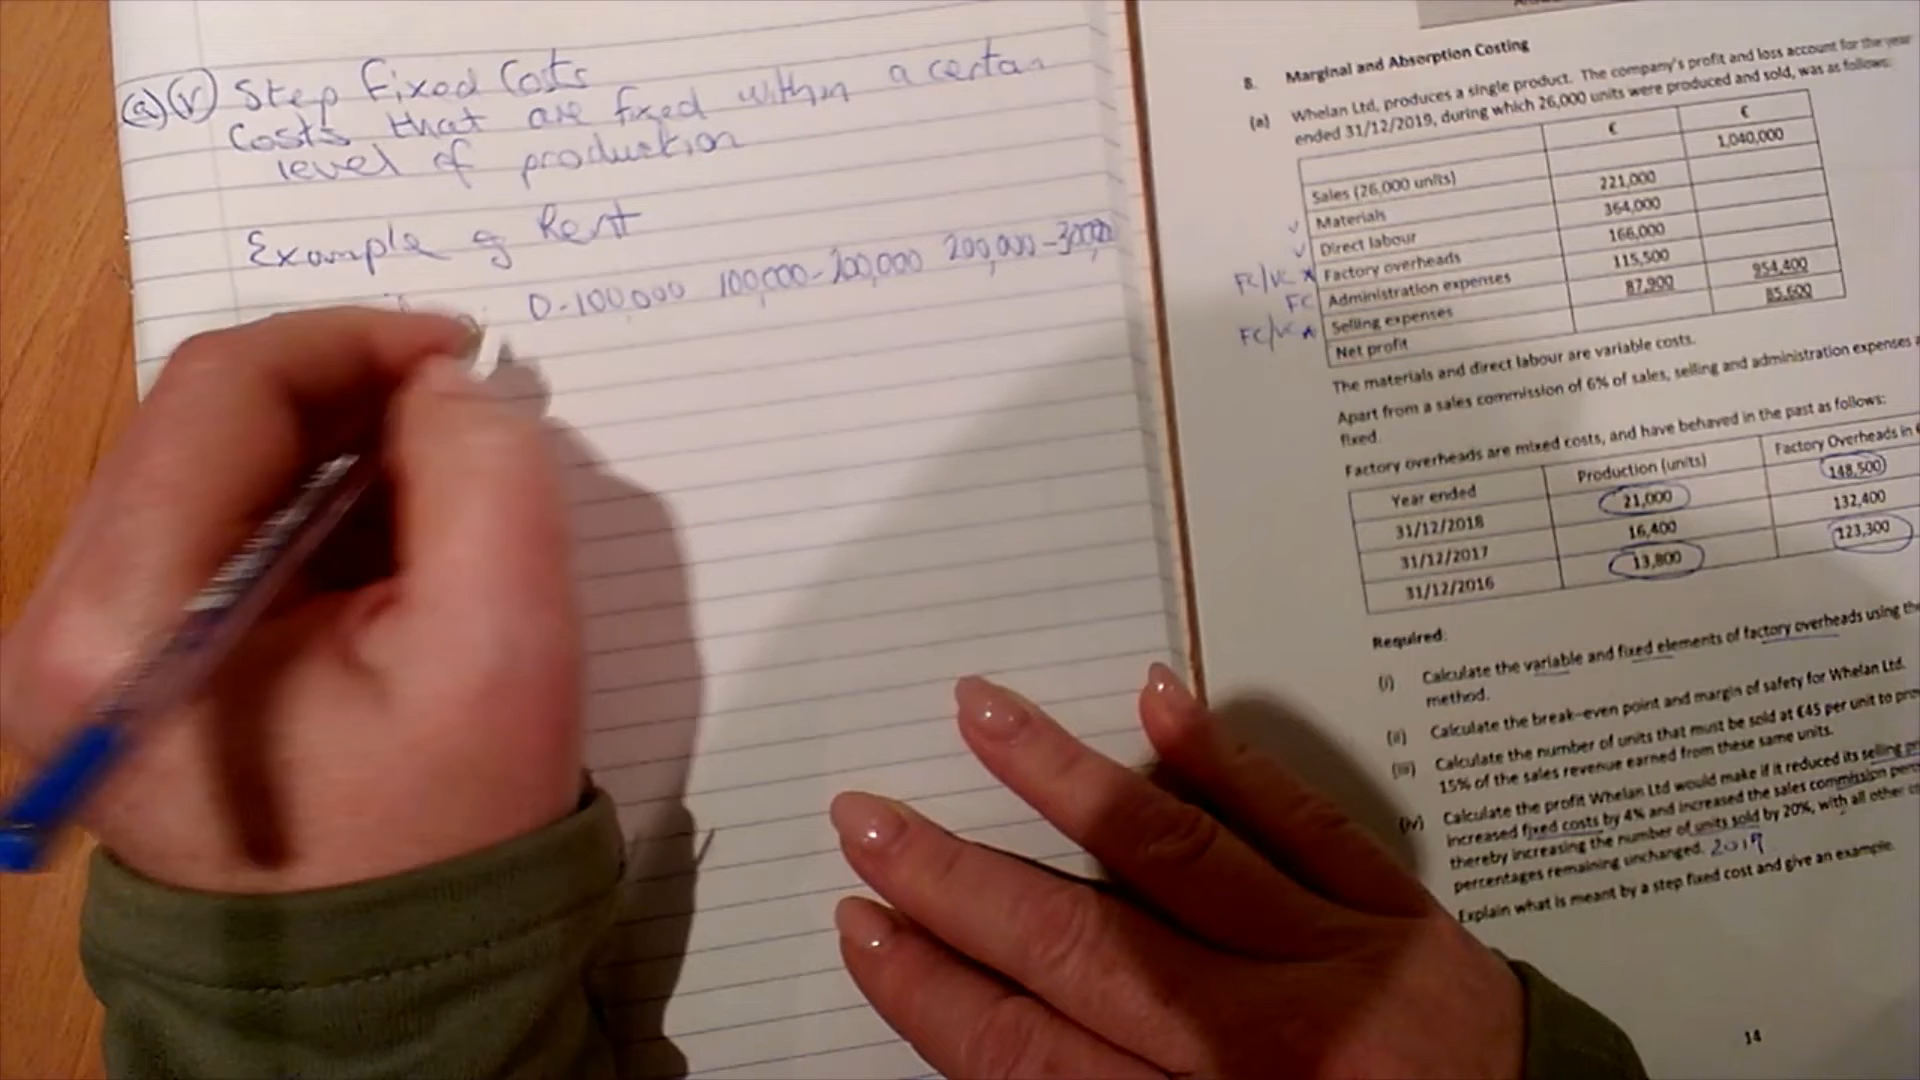 (a) (v) Step Fixed Costs
Costs that are fixed within a certain
level of production
Example of Rent
0-100,000 100,000-200,000 200,000-300,000
8. Marginal and Absorption Costing
(a) Whelan Ltd, produces a single product. The company's profit and loss account for the year
ended 31/12/2019, during which 26,000 units were produced and sold, was as follows:
€ €
Sales (26,000 units) 1,040,000
Materials 221,000
Direct labour 364,000
FC/VC Factory overheads 166,000
FC Administration expenses 115,500
FC/VC Selling expenses 87,900 954,400
Net profit 85,600
The materials and direct labour are variable costs.
Apart from a sales commission of 6% of sales, selling and administration expenses a
fixed.
Factory overheads are mixed costs, and have behaved in the past as follows:
Year ended Production (units) Factory Overheads in €
31/12/2018 21,000 148,500
31/12/2017 16,400 132,400
31/12/2016 13,800 123,300
Required:
(i) Calculate the variable and fixed elements of factory overheads using the
method.
(ii) Calculate the break-even point and margin of safety for Whelan Ltd.
(iii) Calculate the number of units that must be sold at €45 per unit to pro
15% of the sales revenue earned from these same units.
(iv) Calculate the profit Whelan Ltd would make if it reduced its selling pr
increased fixed costs by 4% and increased the sales commission perc
thereby increasing the number of units sold by 20%, with all other c
percentages remaining unchanged. 2019
Explain what is meant by a step fixed cost and give an example.
14